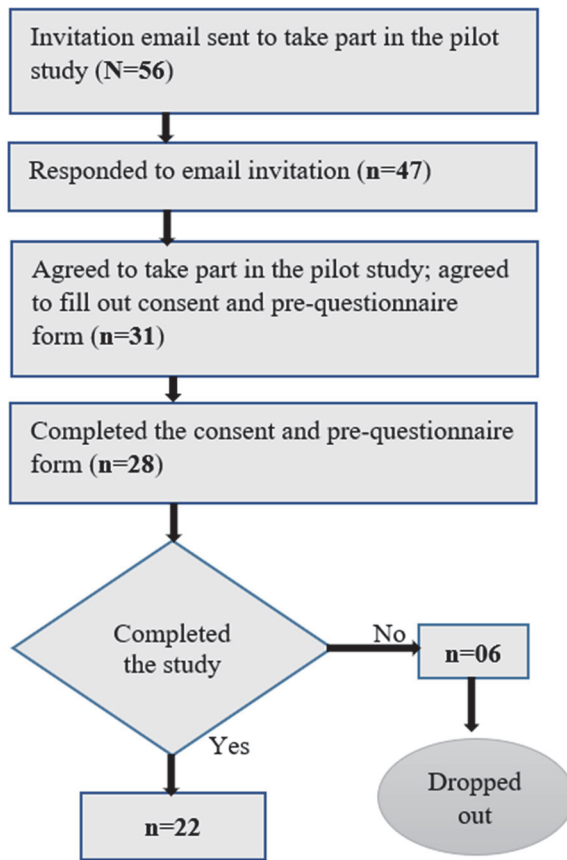 Invitation email sent to take part in the pilot
study (N=56)
Responded to email invitation (n=47)
Agreed to take part in the pilot study; agreed
to fill out consent and pre-questionnaire
form (n=31)
Completed the consent and pre-questionnaire
form (n=28)
Completed
the study
No
n=06
Yes
Dropped
out
n=22